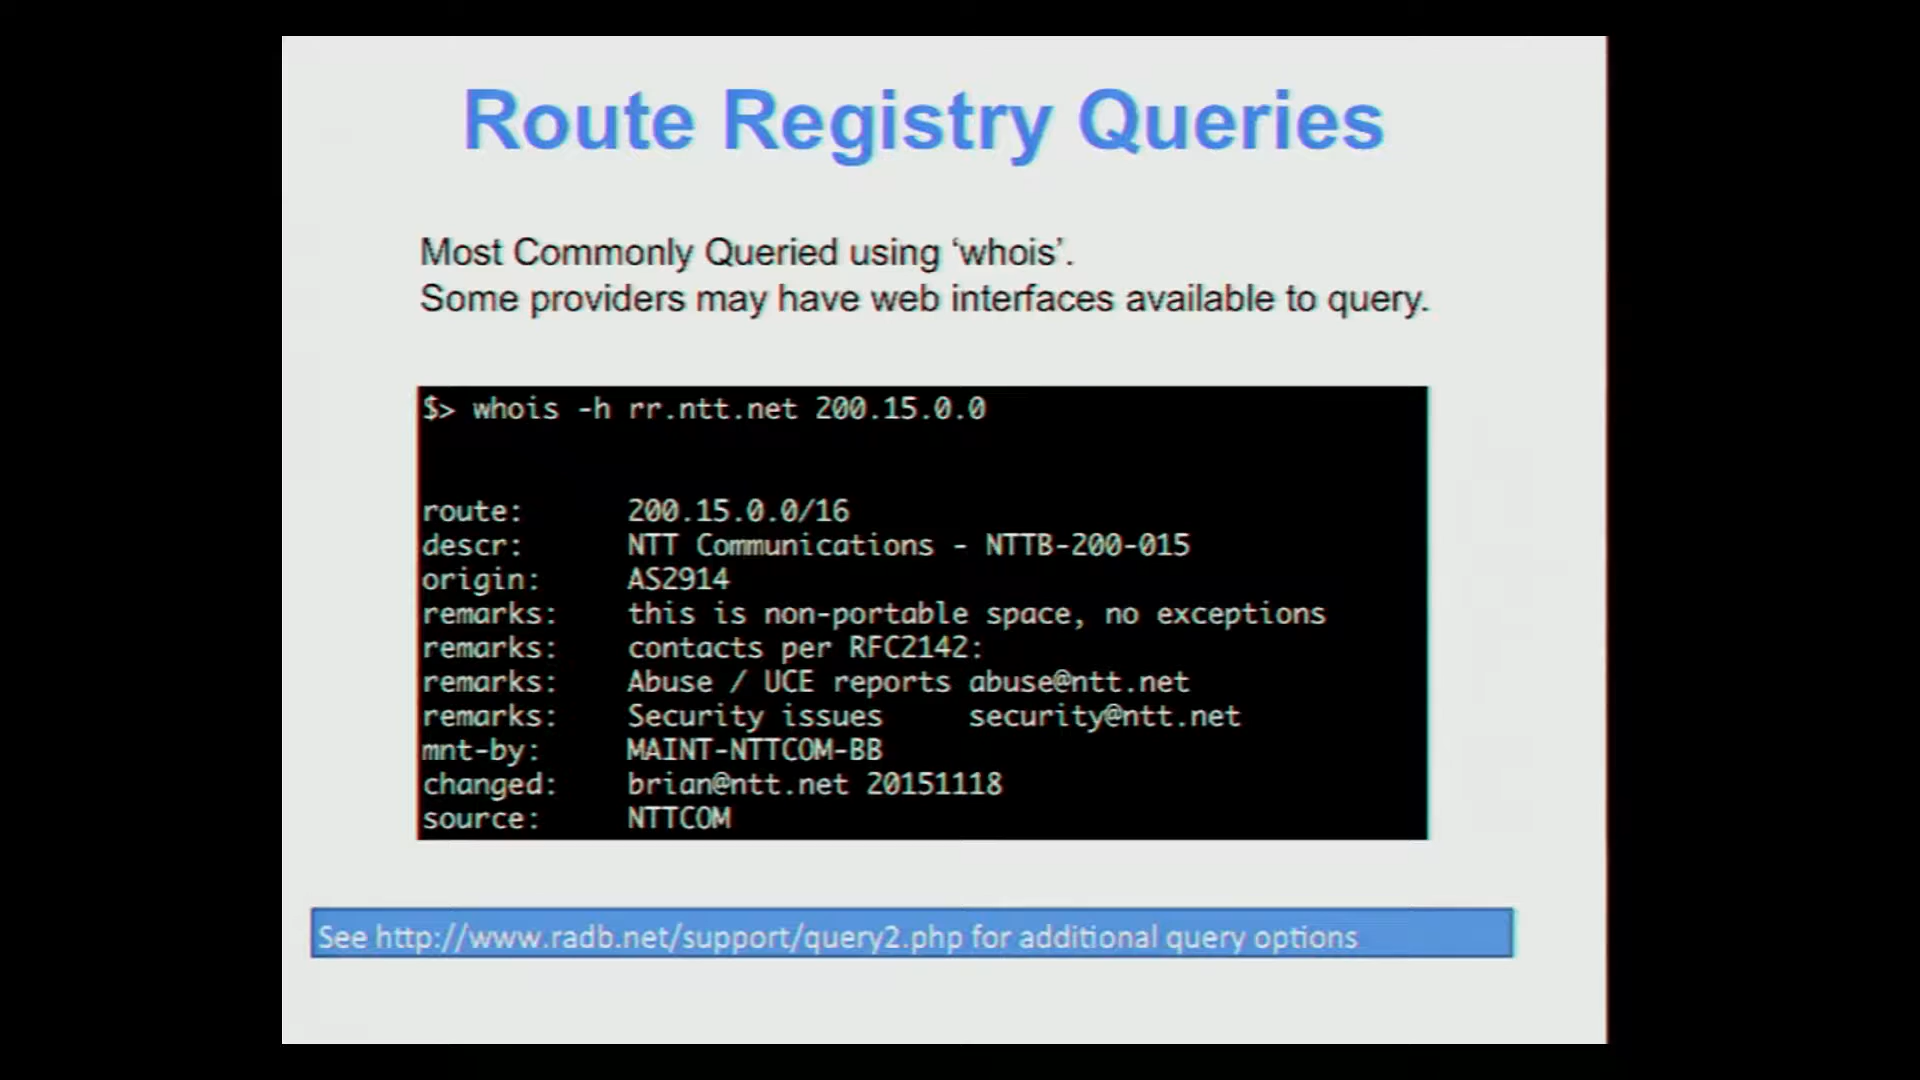 Route Registry Queries
Most Commonly Queried using ‘whois’.
Some providers may have web interfaces available to query.
$> whois -h rr.ntt.net 200.15.0.0
route: 200.15.0.0/16
descr: NTT Communications - NTTB-200-015
origin: AS2914
remarks: this is non-portable space, no exceptions
remarks: contacts per RFC2142:
remarks: Abuse / UCE reports abuse@ntt.net
remarks: Security issues security@ntt.net
mnt-by: MAINT-NTTCOM-BB
changed: brian@ntt.net 20151118
source: NTTCOM
See http://www.radb.net/support/query2.php for additional query options